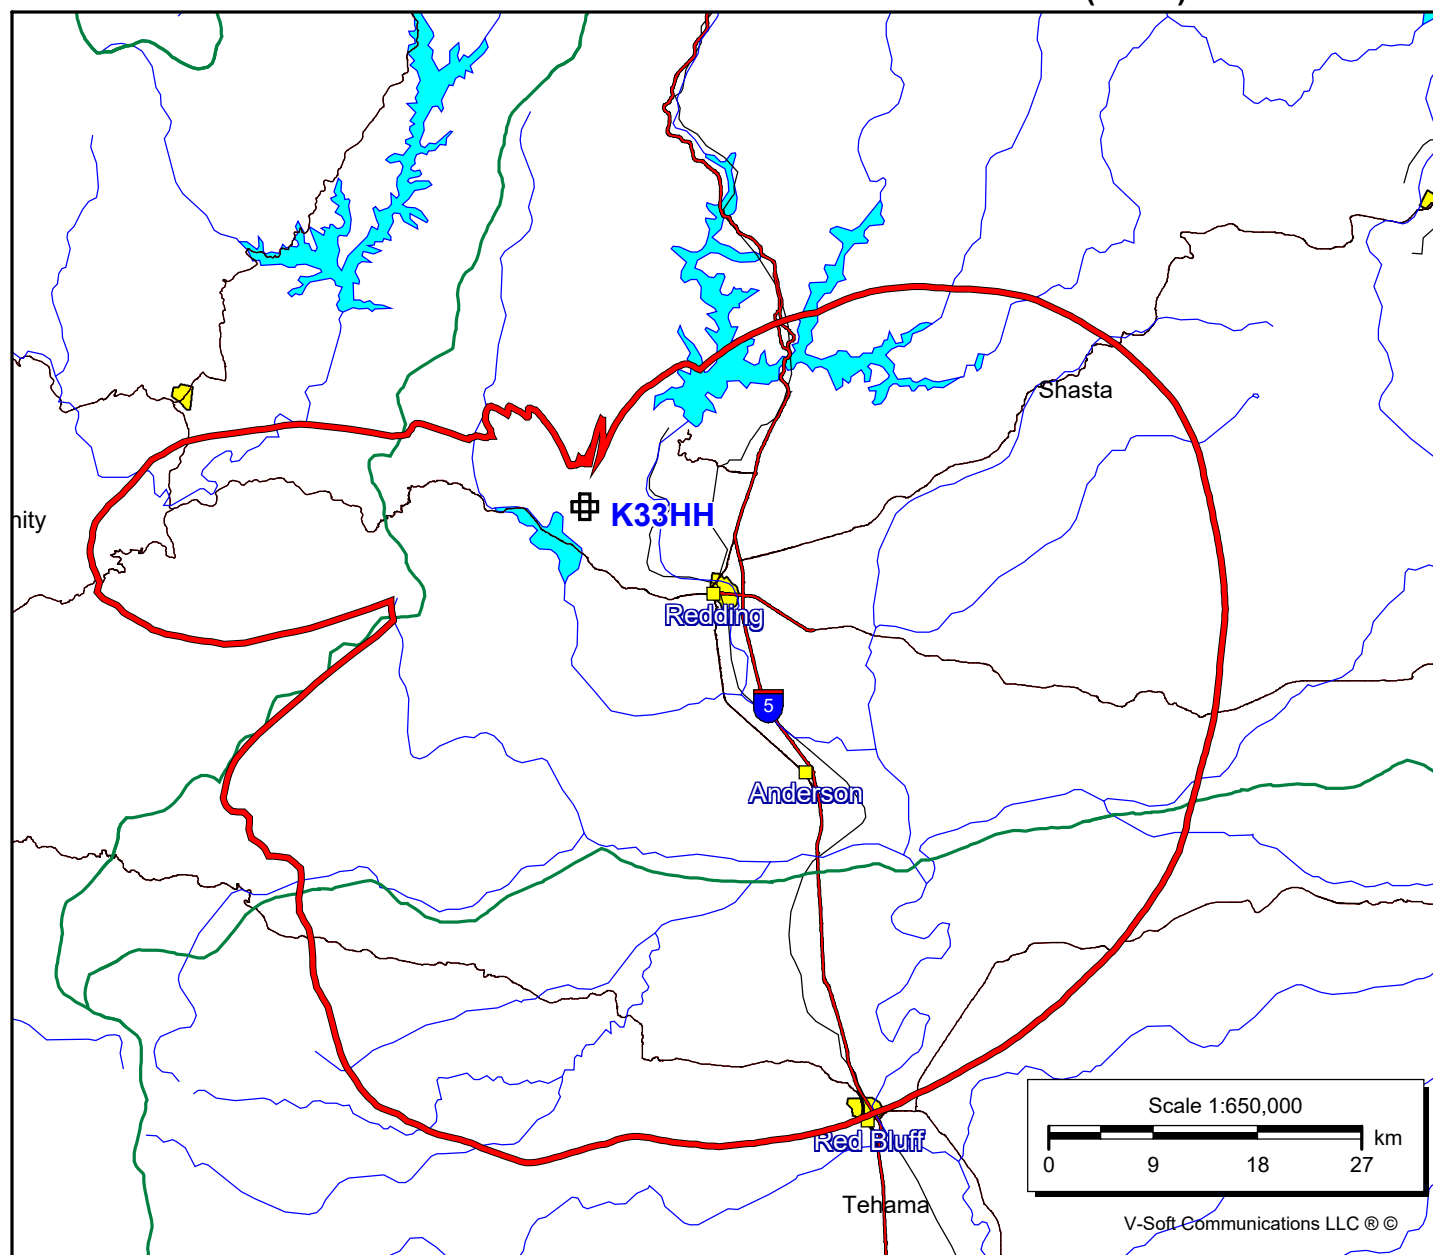 Shasta
K33HH
nity
Redding
5
Anderson
Scale 1:650,000
km
0 9 18 27
Red Bluff
Tehama
V-Soft Communications LLC ® ©